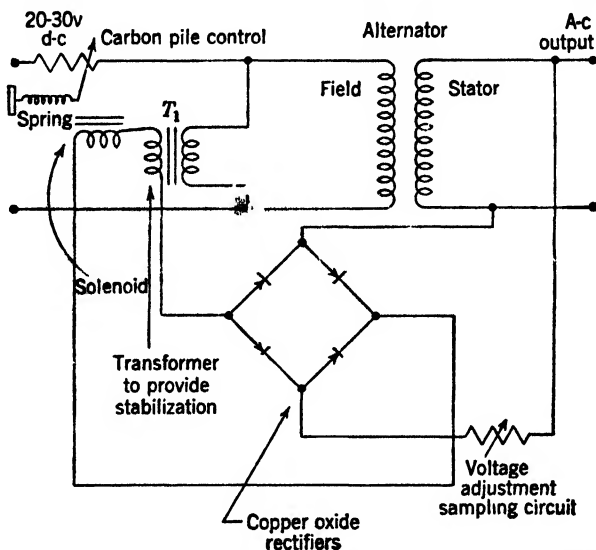 20-30v
d-c
Carbon pile control
Alternator
A-c
output
Field
Stator
Spring
T1
Solenoid
Transformer
to provide
stabilization
Voltage
adjustment
sampling circuit
Copper oxide
rectifiers